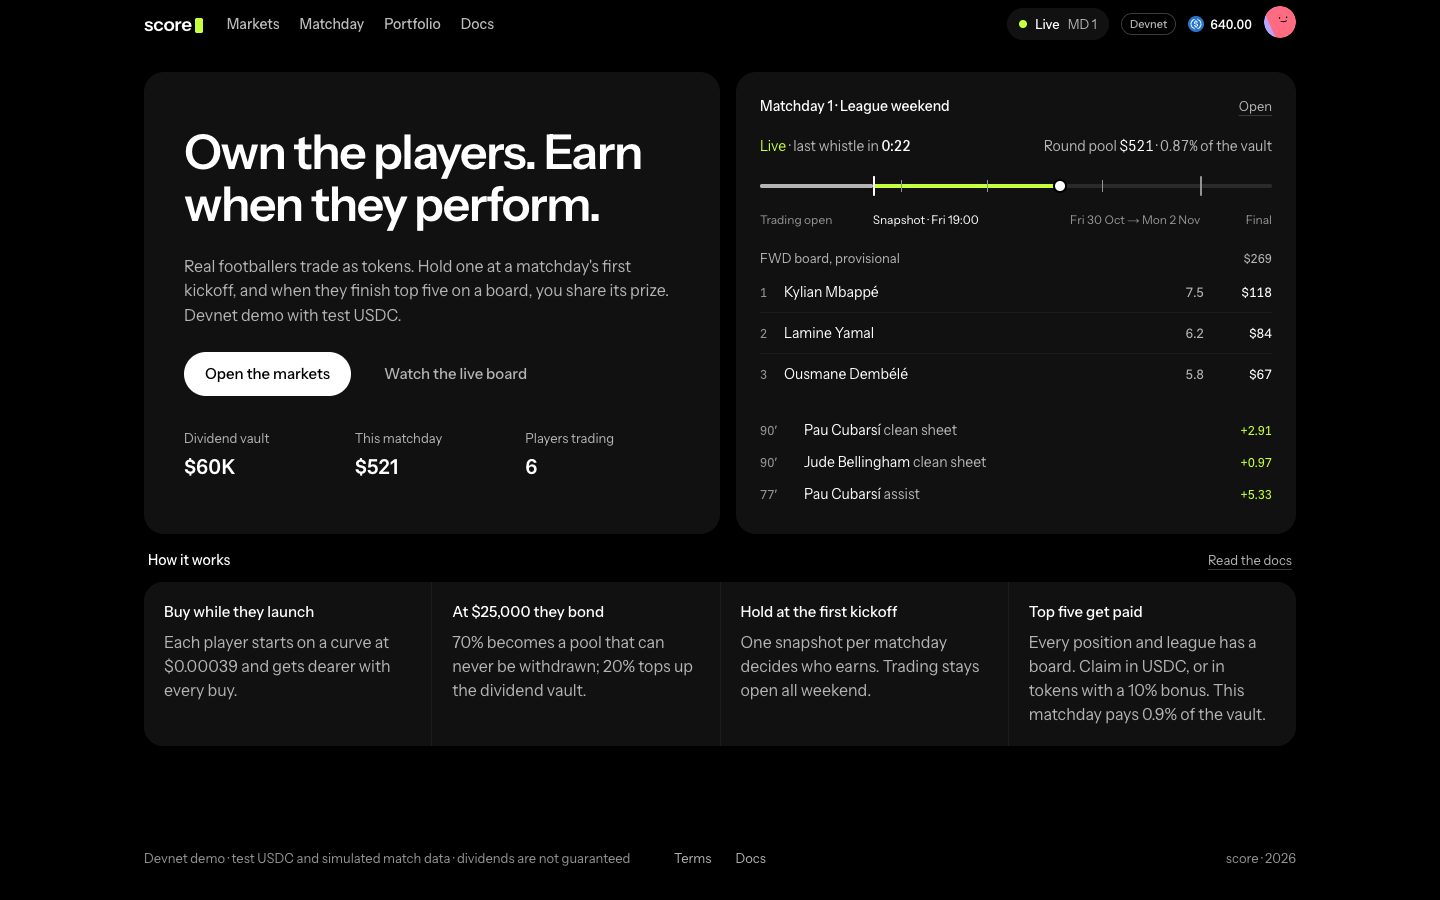 score
Markets Matchday Portfolio Docs
Live MD 1
Devnet
640.00
Own the players. Earn
when they perform.
Real footballers trade as tokens. Hold one at a matchday's first
kickoff, and when they finish top five on a board, you share its prize.
Devnet demo with test USDC.
Open the markets
Watch the live board
Dividend vault
$60K
This matchday
$521
Players trading
6
Matchday 1 · League weekend
Open
Live · last whistle in 0:22
Round pool $521 · 0.87% of the vault
Trading open
Snapshot · Fri 19:00
Fri 30 Oct → Mon 2 Nov
Final
FWD board, provisional $269
1 Kylian Mbappé 7.5 $118
2 Lamine Yamal 6.2 $84
3 Ousmane Dembélé 5.8 $67
90′ Pau Cubarsí clean sheet +2.91
90′ Jude Bellingham clean sheet +0.97
77′ Pau Cubarsí assist +5.33
How it works
Read the docs
Buy while they launch
Each player starts on a curve at
$0.00039 and gets dearer with
every buy.
At $25,000 they bond
70% becomes a pool that can
never be withdrawn; 20% tops up
the dividend vault.
Hold at the first kickoff
One snapshot per matchday
decides who earns. Trading stays
open all weekend.
Top five get paid
Every position and league has a
board. Claim in USDC, or in
tokens with a 10% bonus. This
matchday pays 0.9% of the vault.
Devnet demo · test USDC and simulated match data · dividends are not guaranteed
Terms
Docs
score · 2026